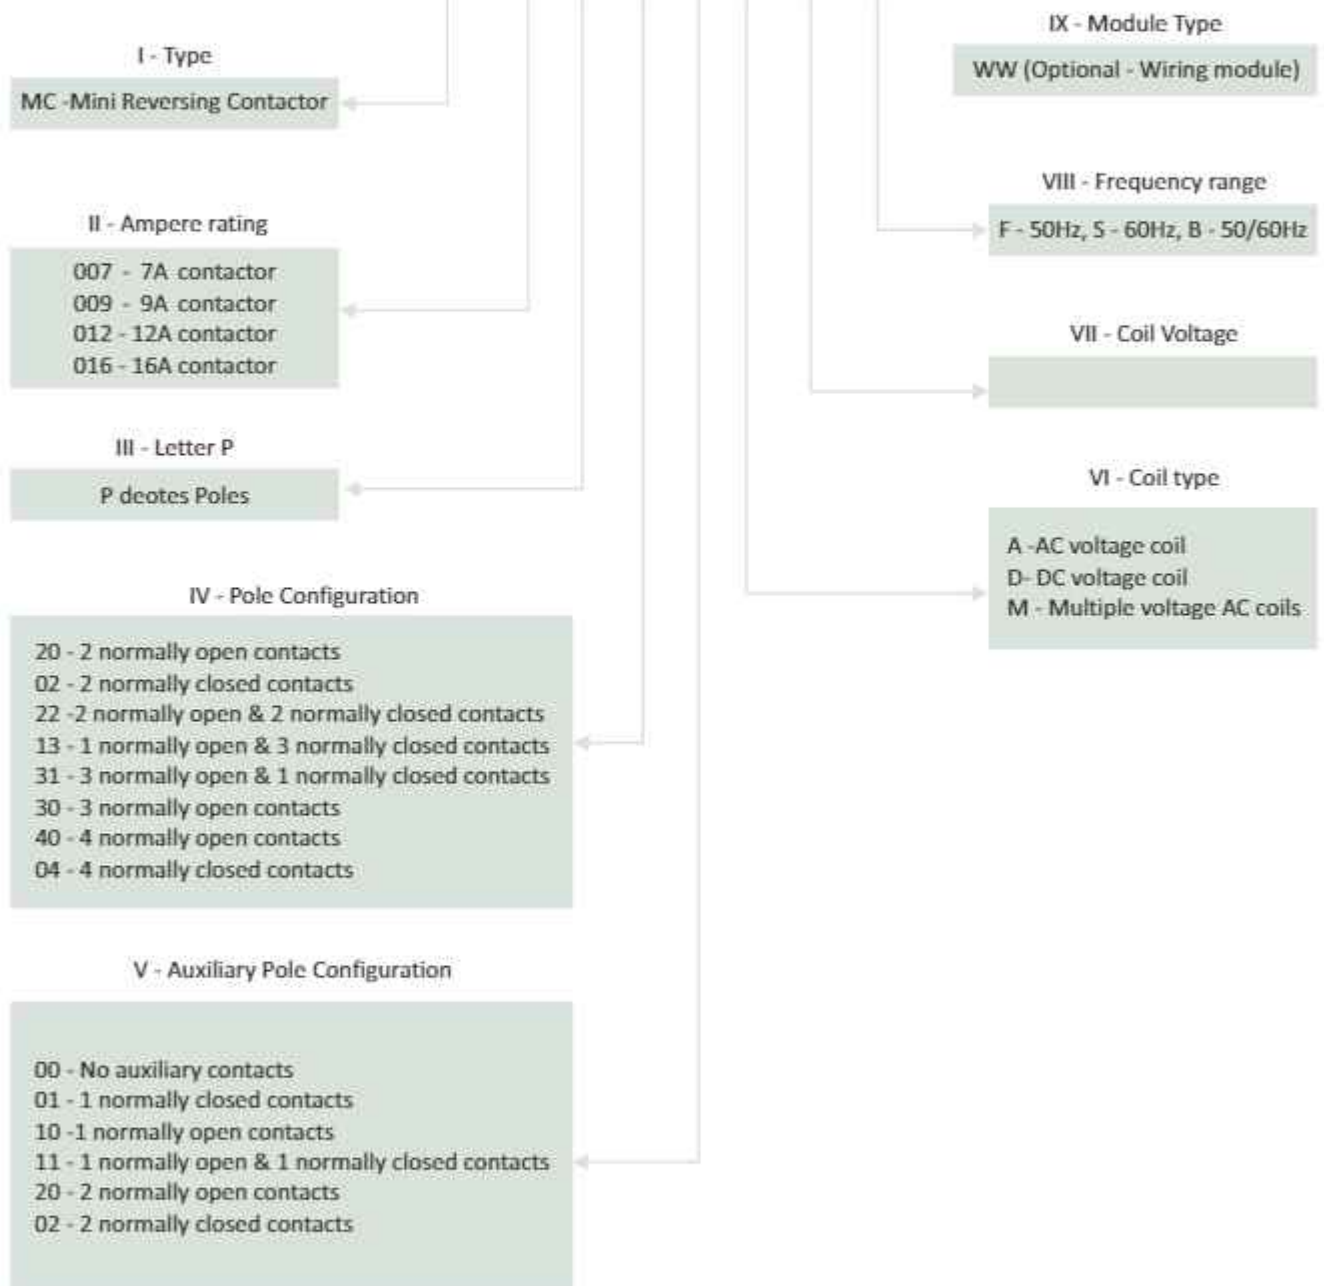 I - Type
MC -Mini Reversing Contactor
II - Ampere rating
007 - 7A contactor
009 - 9A contactor
012 - 12A contactor
016 - 16A contactor
III - Letter P
P deotes Poles
IV - Pole Configuration
20 - 2 normally open contacts
02 - 2 normally closed contacts
22 -2 normally open & 2 normally closed contacts
13 - 1 normally open & 3 normally closed contacts
31 - 3 normally open & 1 normally closed contacts
30 - 3 normally open contacts
40 - 4 normally open contacts
04 - 4 normally closed contacts
V - Auxiliary Pole Configuration
00 - No auxiliary contacts
01 - 1 normally closed contacts
10 -1 normally open contacts
11 - 1 normally open & 1 normally closed contacts
20 - 2 normally open contacts
02 - 2 normally closed contacts
IX - Module Type
WW (Optional - Wiring module)
VIII - Frequency range
F - 50Hz, S - 60Hz, B - 50/60Hz
VII - Coil Voltage
VI - Coil type
A -AC voltage coil
D- DC voltage coil
M - Multiple voltage AC coils